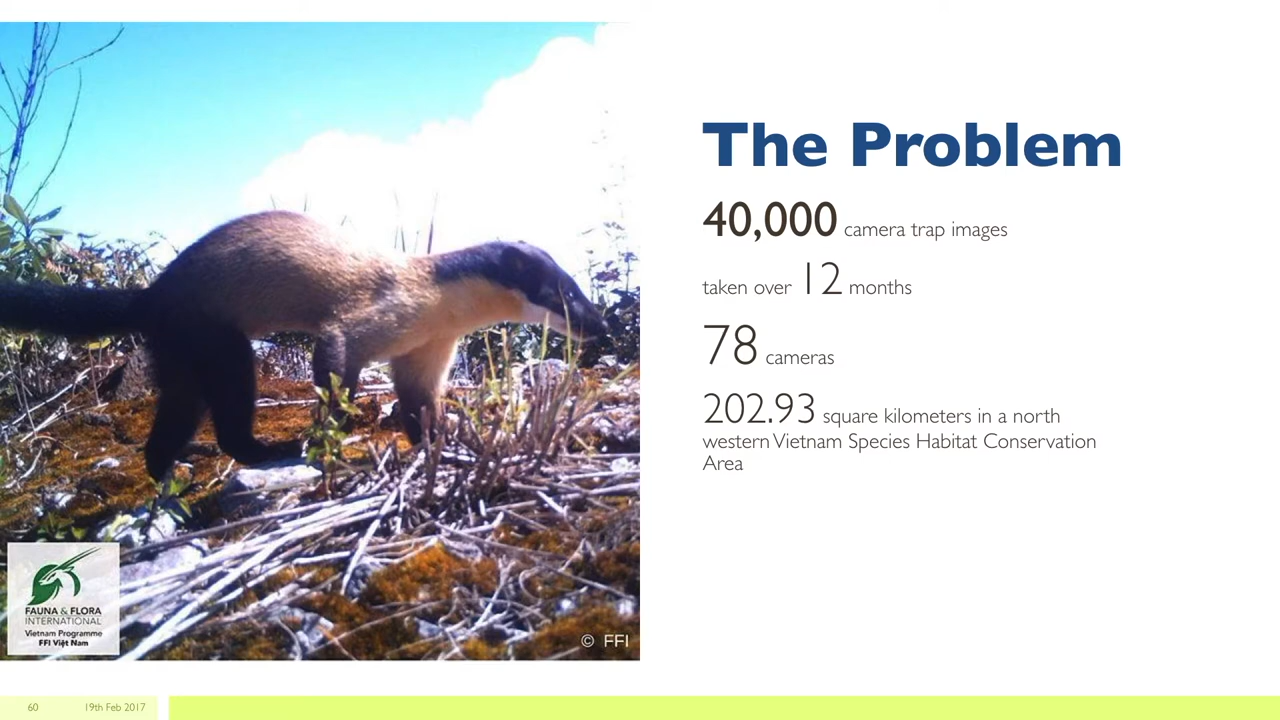 The Problem
40,000 camera trap images
taken over 12 months
78 cameras
202.93 square kilometers in a north
western Vietnam Species Habitat Conservation
Area
FAUNA & FLORA
INTERNATIONAL
Vietnam Programme
FFI Việt Nam
© FFI
60 19th Feb 2017